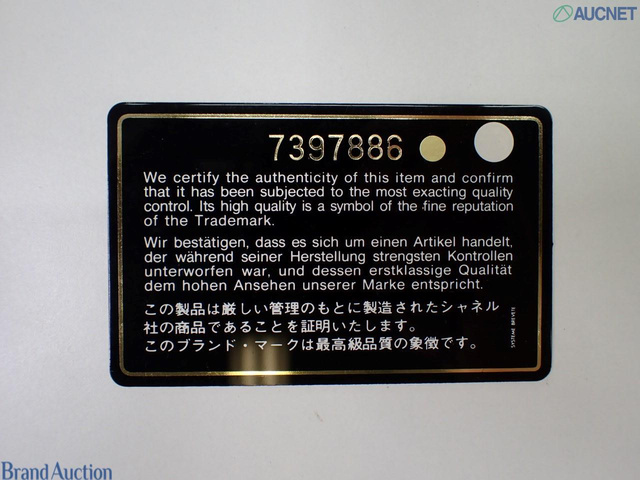 AUCNET
7397886
We certify the authenticity of this item and confirm
that it has been subjected to the most exacting quality
control. Its high quality is a symbol of the fine reputation
of the Trademark.
Wir bestätigen, dass es sich um einen Artikel handelt,
der während seiner Herstellung strengsten Kontrollen
unterworfen war, und dessen erstklassige Qualität
dem hohen Ansehen unserer Marke entspricht.
この製品は厳しい管理のもとに製造されたシャネル
社の商品であることを証明いたします。
このブランド・マークは最高級品質の象徴です。
SYSTEME BREVETE
Brand Auction